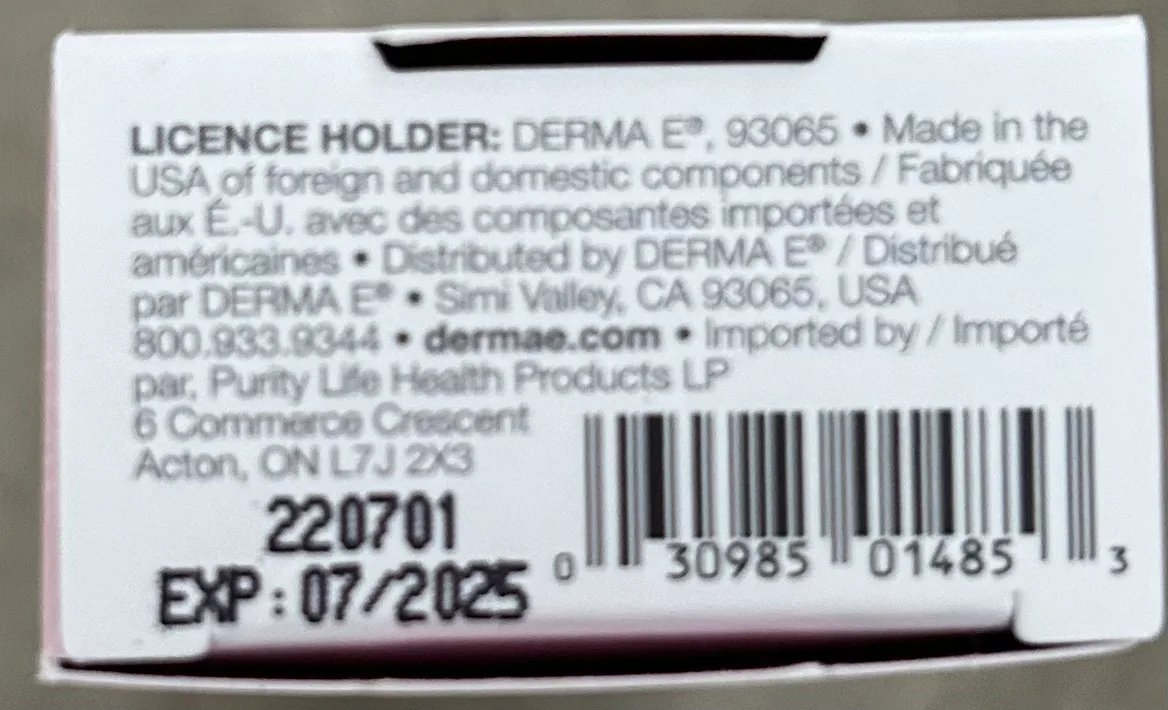 LICENCE HOLDER: DERMA E®, 93065 • Made in the
USA of foreign and domestic components / Fabriquée
aux É.-U. avec des composantes importées et
américaines • Distributed by DERMA E® / Distribué
par DERMA E® • Simi Valley, CA 93065, USA
800.933.9344 • dermae.com • Imported by / Importé
par, Purity Life Health Products LP
6 Commerce Crescent
Acton, ON L7J 2X3
220701
EXP: 07/2025
0 30985 01485 3